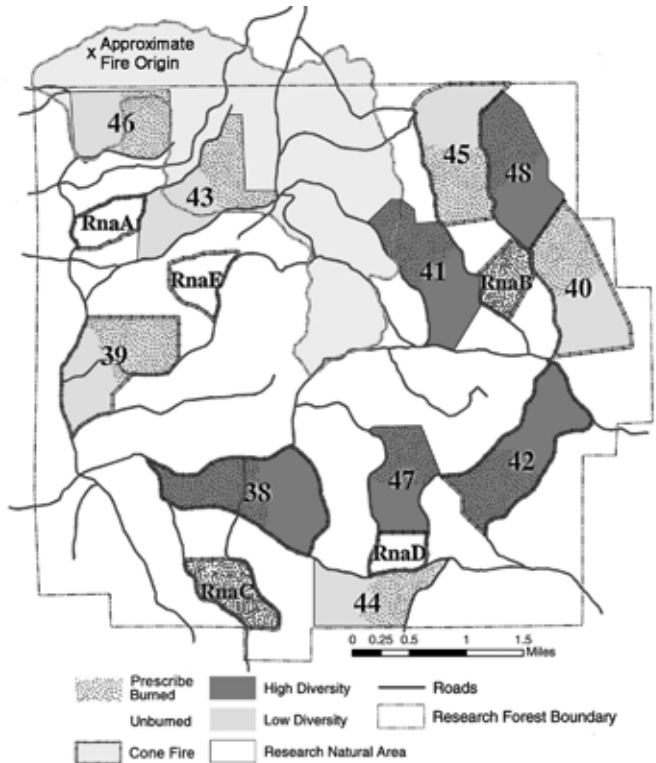 x Approximate
Fire Origin
46
45
48
43
RnaA
41
RnaE
RnaB
40
39
42
38
47
RnaD
RnaC
44
0 0.25 0.5 1 1.5
Miles
Prescribe
Burned
High Diversity
Roads
Unburned
Low Diversity
Research Forest Boundary
Cone Fire
Research Natural Area